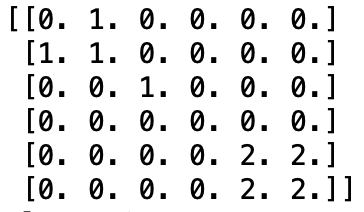 [[0. 1. 0. 0. 0. 0.]
[1. 1. 0. 0. 0. 0.]
[0. 0. 1. 0. 0. 0.]
[0. 0. 0. 0. 0. 0.]
[0. 0. 0. 0. 2. 2.]
[0. 0. 0. 0. 2. 2.]]